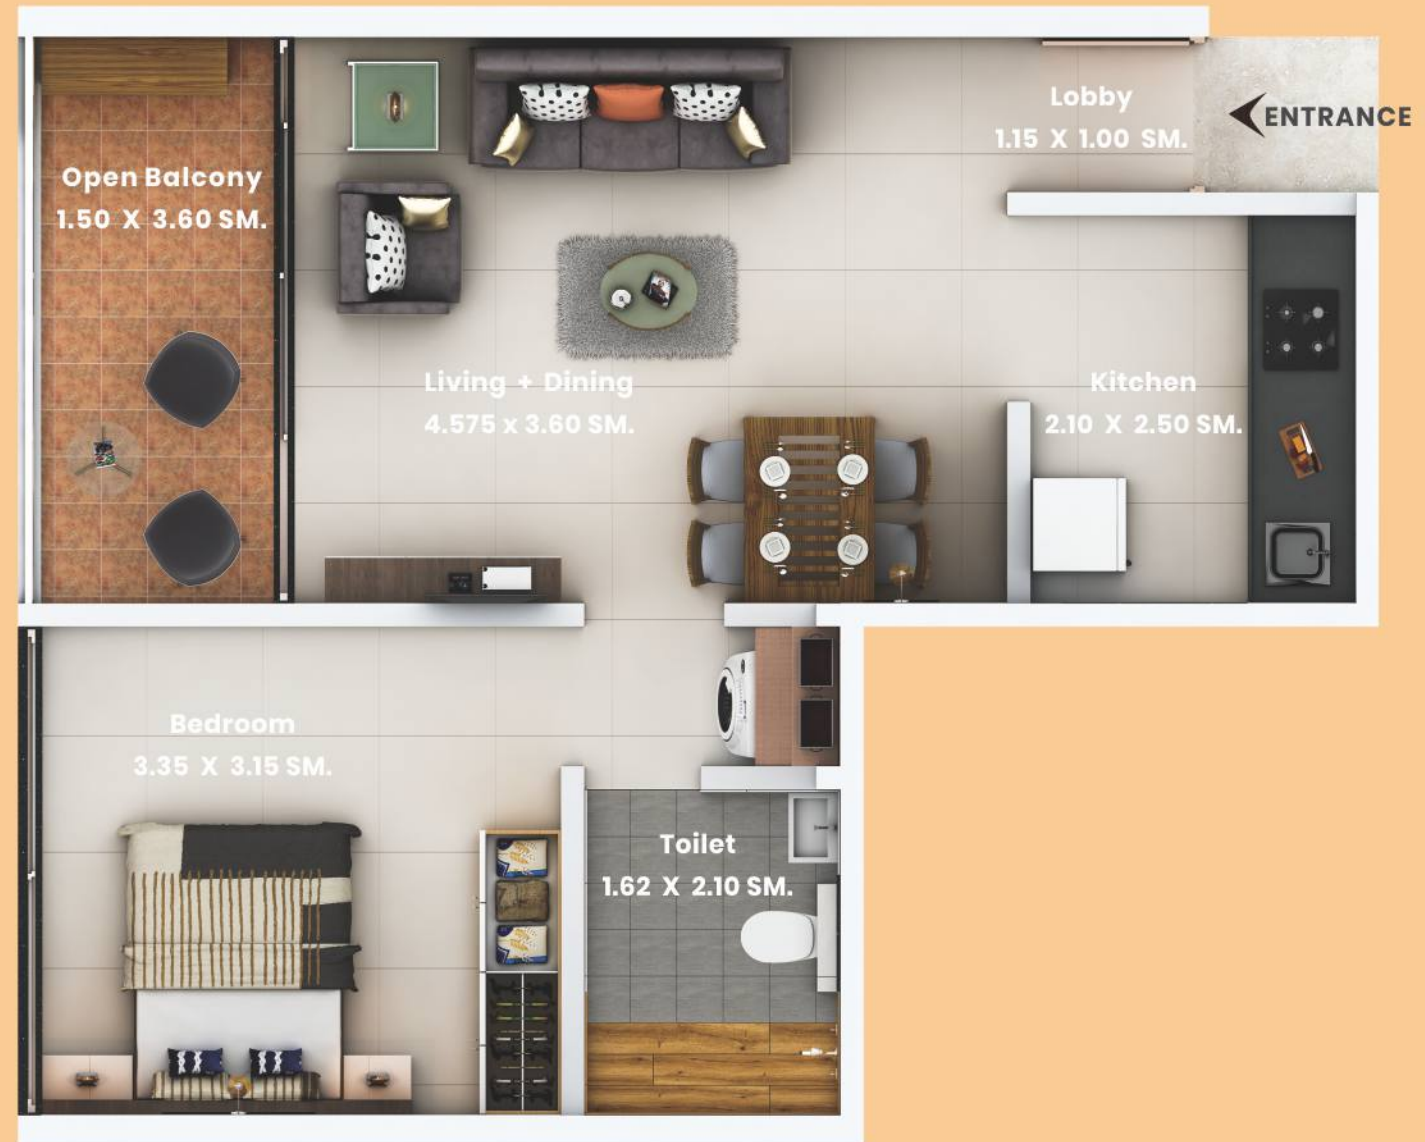 Lobby
1.15 X 1.00 SM.
ENTRANCE
Open Balcony
1.50 X 3.60 SM.
Living + Dining
4.575 x 3.60 SM.
Kitchen
2.10 X 2.50 SM.
Bedroom
3.35 X 3.15 SM.
Toilet
1.62 X 2.10 SM.